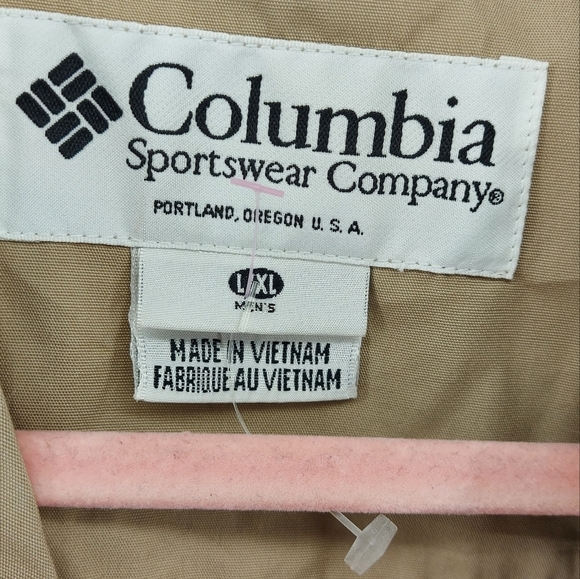 Columbia
Sportswear Company®
PORTLAND, OREGON U. S. A.
L/XL
MEN'S
MADE IN VIETNAM
FABRIQUE AU VIETNAM